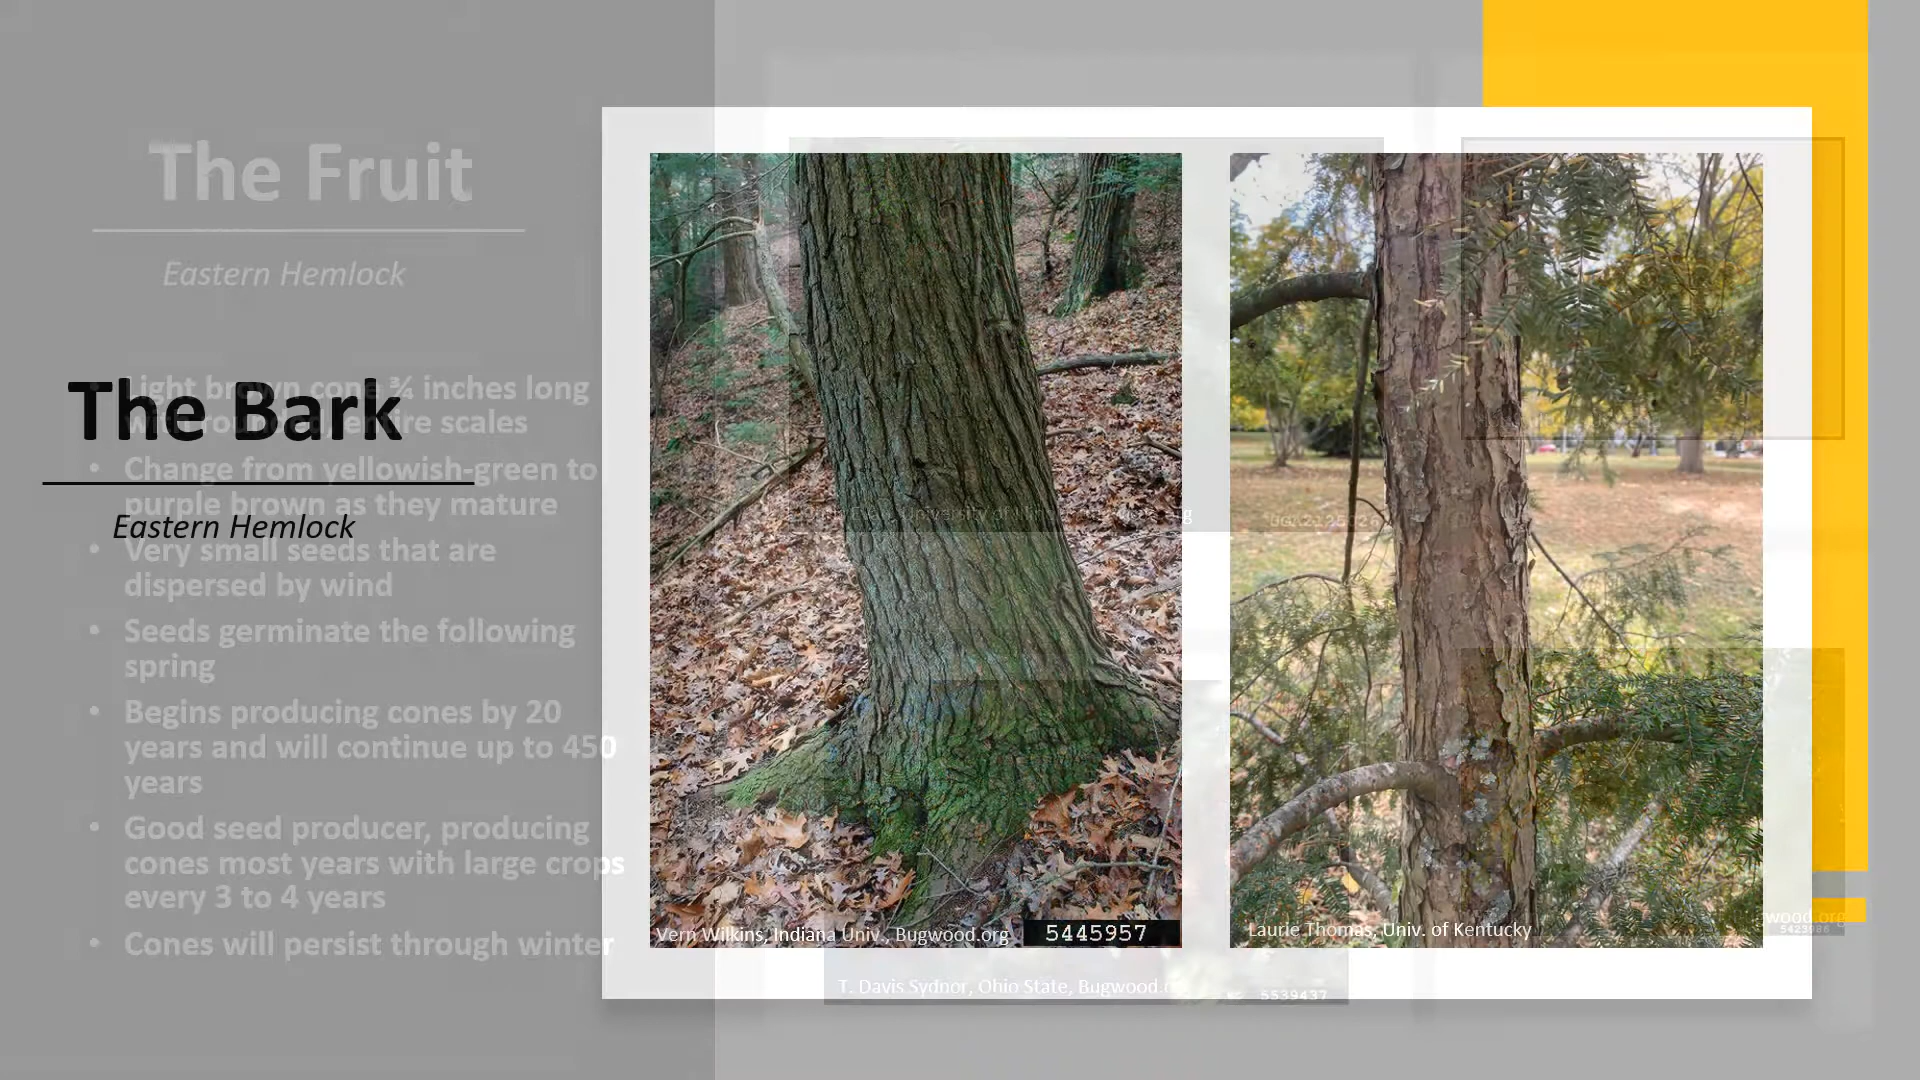 The Fruit
Eastern Hemlock
Light brown cone ¾ inches long
entire scales
The Bark
Change from yellowish-green to
purple brown as they mature
Eastern Hemlock
Very small seeds that are
dispersed by wind
Seeds germinate the following
spring
Begins producing cones by 20
years and will continue up to 450
years
Good seed producer, producing
cones most years with large crops
every 3 to 4 years
Cones will persist through winter
Vern Wilkins, Indiana Univ., Bugwood.org
5445957
Laurie Thomas, Univ. of Kentucky
wood.org
T. Davis Sydnor, Ohio State, Bugwood.
5539437